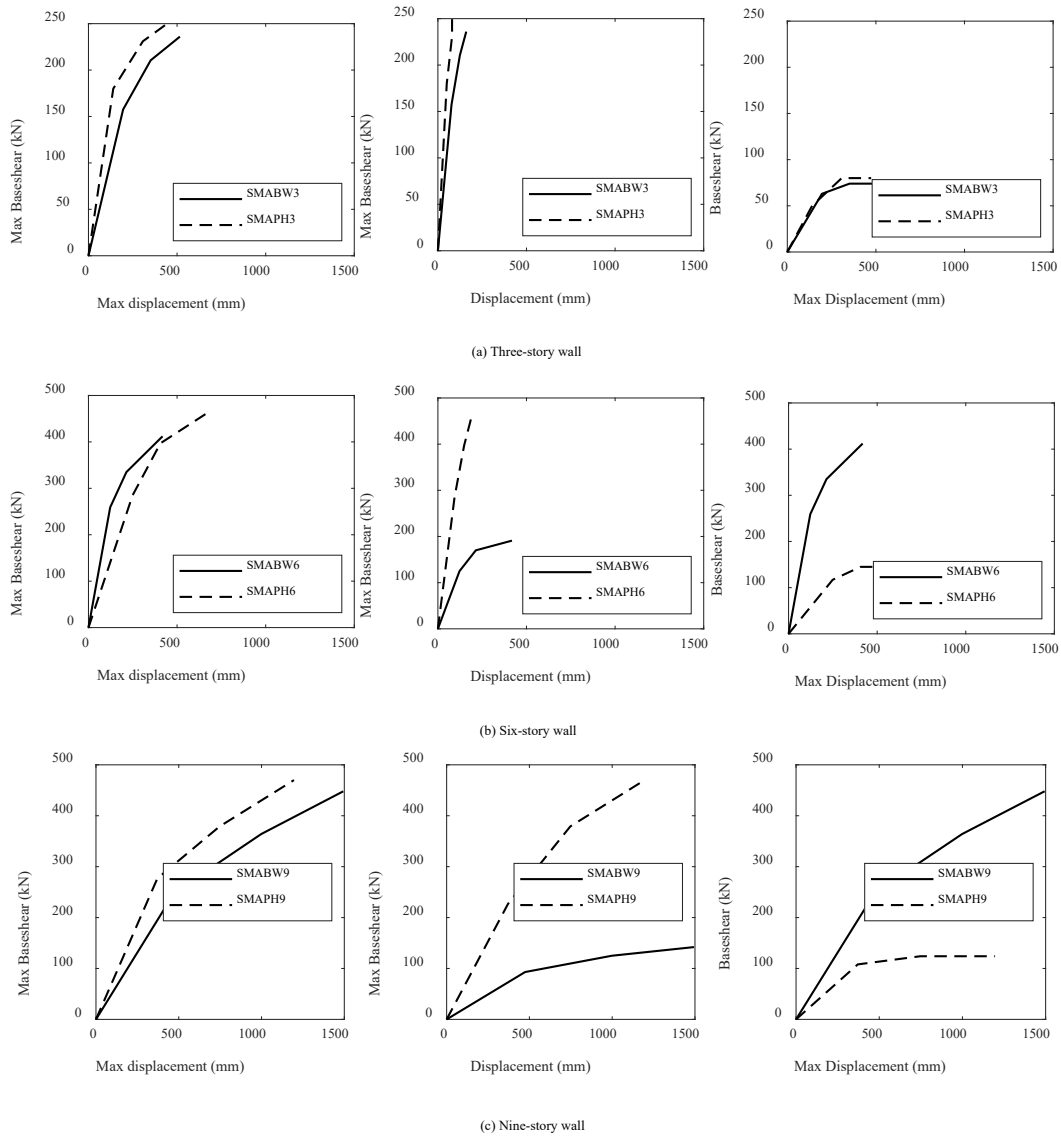 250
200
150
100
50
0
Max Baseshear (kN)
SMABW3
SMAPH3
0
500
1000
1500
Max displacement (mm)
250
200
150
100
50
0
Max Baseshear (kN)
SMABW3
SMAPH3
0
500
1000
1500
Displacement (mm)
250
200
150
100
50
0
Baseshear (kN)
SMABW3
SMAPH3
0
500
1000
1500
Max Displacement (mm)
(a) Three-story wall
500
400
300
200
100
0
Max Baseshear (kN)
SMABW6
SMAPH6
0
500
1000
1500
Max displacement (mm)
500
400
300
200
100
0
Max Baseshear (kN)
SMABW6
SMAPH6
0
500
1000
1500
Displacement (mm)
500
400
300
200
100
0
Baseshear (kN)
SMABW6
SMAPH6
0
500
1000
1500
Max Displacement (mm)
(b) Six-story wall
500
400
300
200
100
0
Max Baseshear (kN)
SMABW9
SMAPH9
0
500
1000
1500
Max displacement (mm)
500
400
300
200
100
0
Max Baseshear (kN)
SMABW9
SMAPH9
0
500
1000
1500
Displacement (mm)
500
400
300
200
100
0
Baseshear (kN)
SMABW9
SMAPH9
0
500
1000
1500
Max Displacement (mm)
(c) Nine-story wall